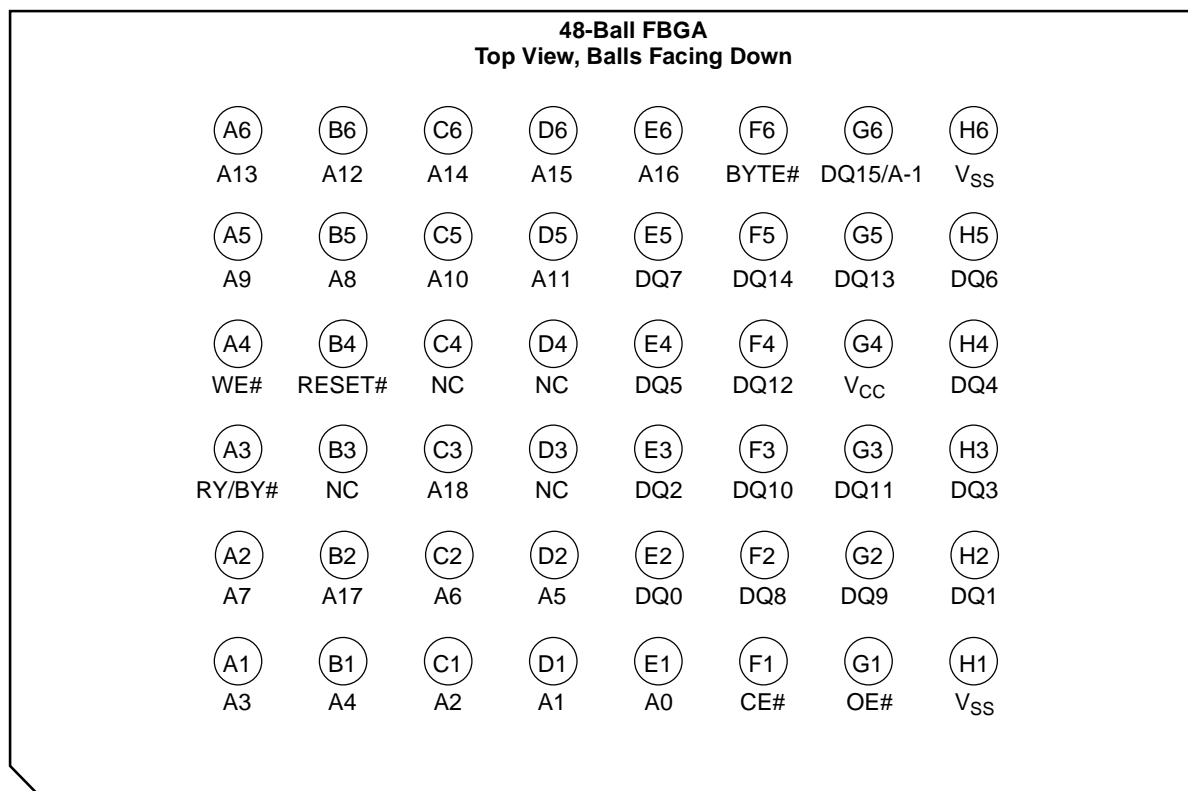 48-Ball FBGA
Top View, Balls Facing Down
A6 B6 C6 D6 E6 F6 G6 H6
A13 A12 A14 A15 A16 BYTE# DQ15/A-1 VSS
A5 B5 C5 D5 E5 F5 G5 H5
A9 A8 A10 A11 DQ7 DQ14 DQ13 DQ6
A4 B4 C4 D4 E4 F4 G4 H4
WE# RESET# NC NC DQ5 DQ12 VCC DQ4
A3 B3 C3 D3 E3 F3 G3 H3
RY/BY# NC A18 NC DQ2 DQ10 DQ11 DQ3
A2 B2 C2 D2 E2 F2 G2 H2
A7 A17 A6 A5 DQ0 DQ8 DQ9 DQ1
A1 B1 C1 D1 E1 F1 G1 H1
A3 A4 A2 A1 A0 CE# OE# VSS